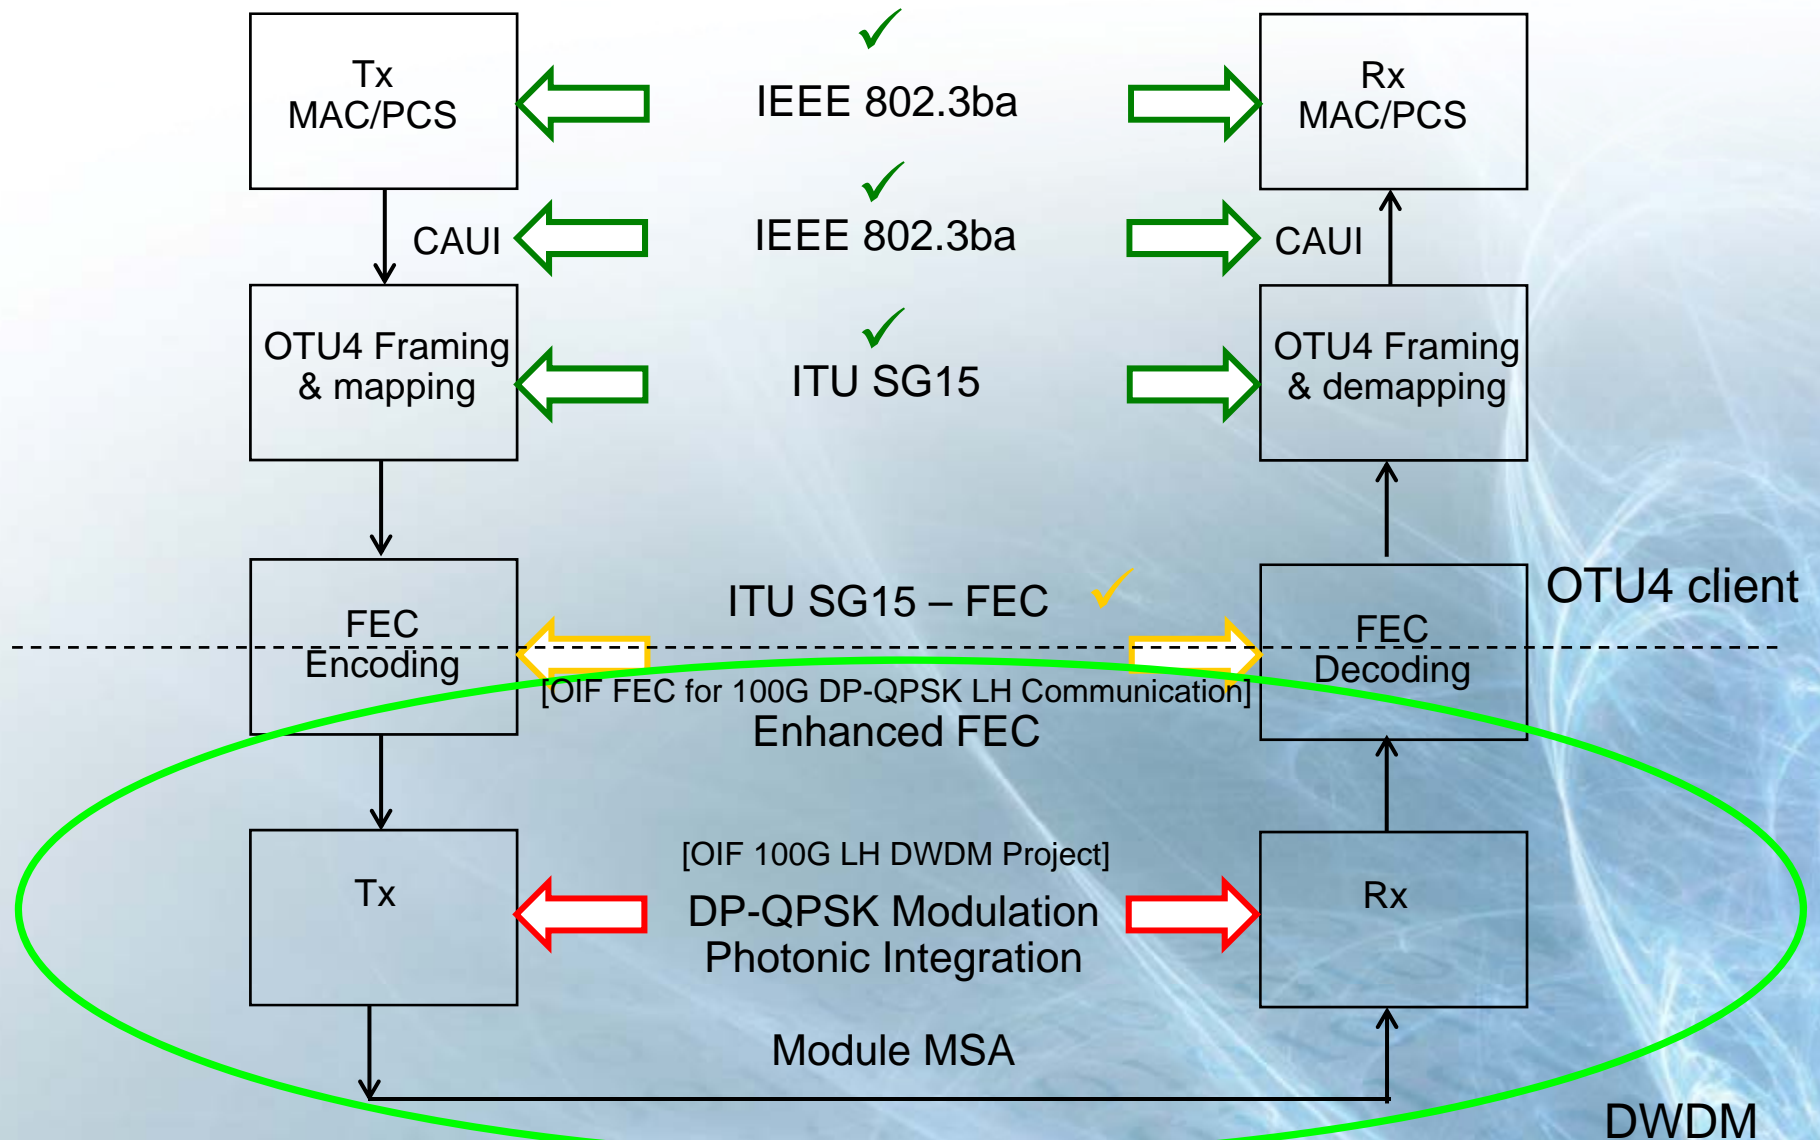 Tx
MAC/PCS
IEEE 802.3ba
Rx
MAC/PCS
CAUI
IEEE 802.3ba
CAUI
OTU4 Framing
& mapping
ITU SG15
OTU4 Framing
& demapping
FEC
Encoding
ITU SG15 – FEC
FEC
Decoding
OTU4 client
[OIF FEC for 100G DP-QPSK LH Communication]
Enhanced FEC
Tx
[OIF 100G LH DWDM Project]
DP-QPSK Modulation
Photonic Integration
Rx
Module MSA
DWDM